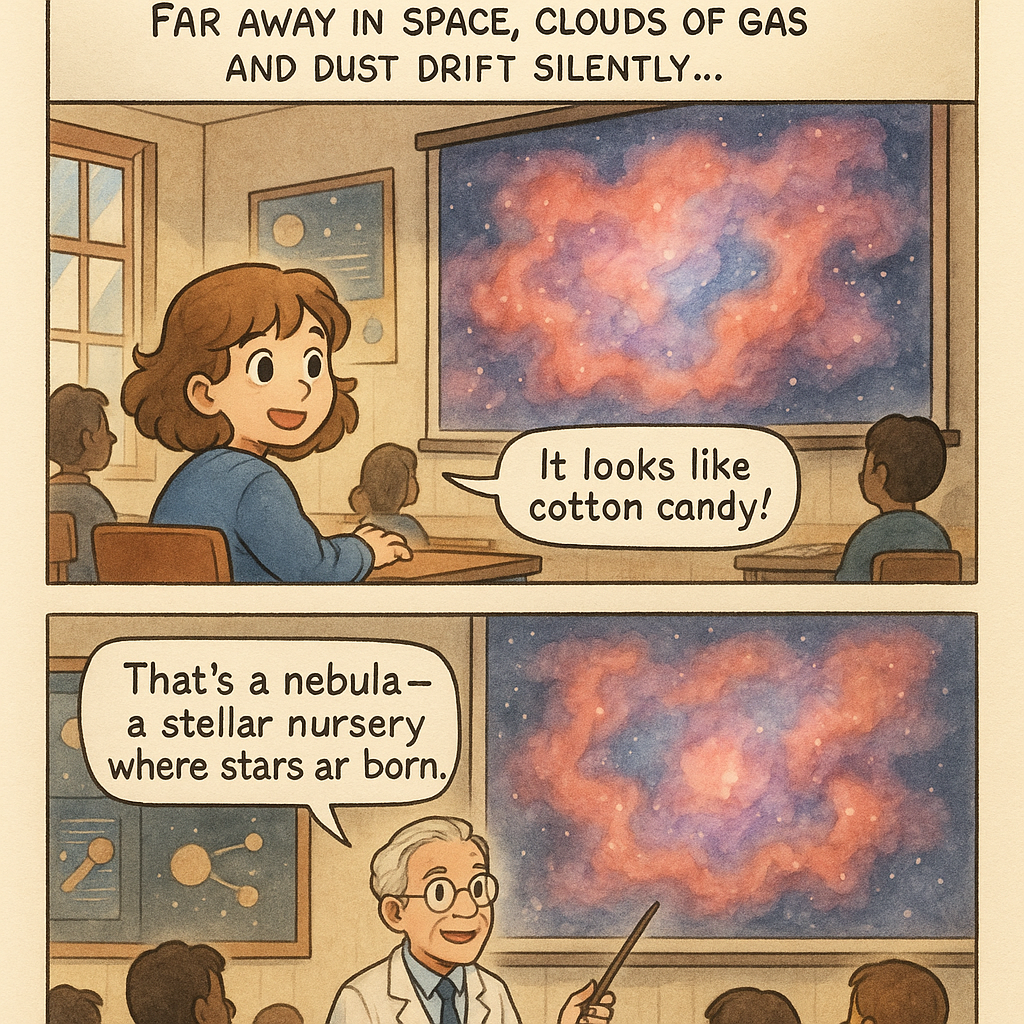 FAR AWAY IN SPACE, CLOUDS OF GAS
AND DUST DRIFT SILENTLY...
It looks like
cotton candy!
That's a nebula—
a stellar nursery
where stars ar born.